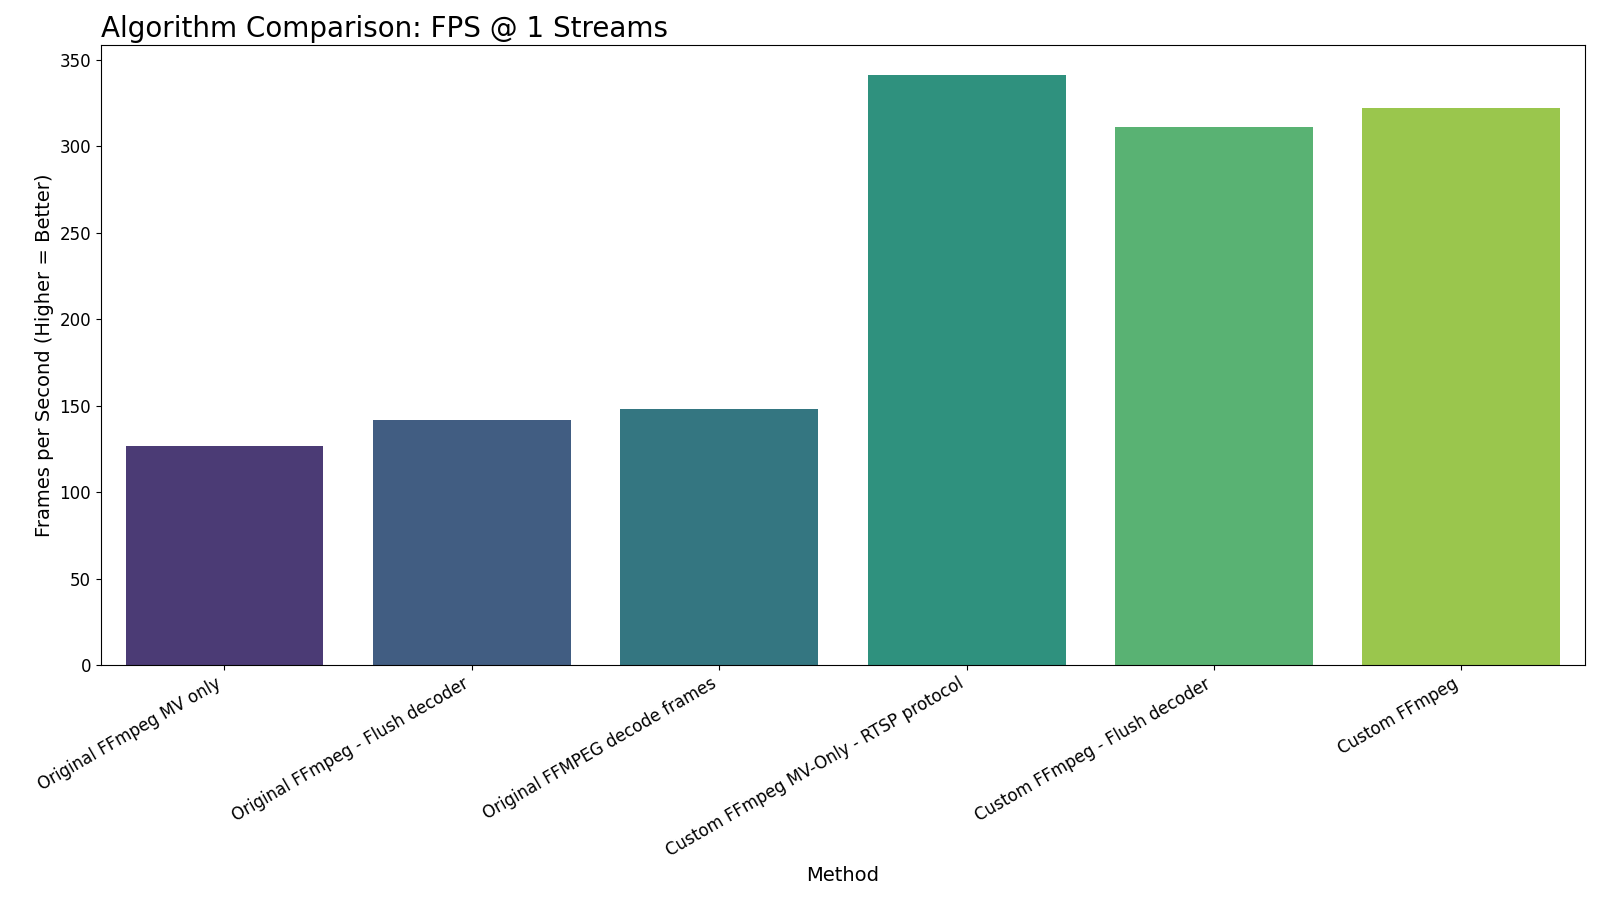 Algorithm Comparison: FPS @ 1 Streams
Frames per Second (Higher = Better)
350
300
250
200
150
100
50
0
Original FFmpeg MV only
Original FFmpeg - Flush decoder
Original FFMPEG decode frames
Custom FFmpeg MV-Only - RTSP protocol
Custom FFmpeg - Flush decoder
Custom FFmpeg
Method